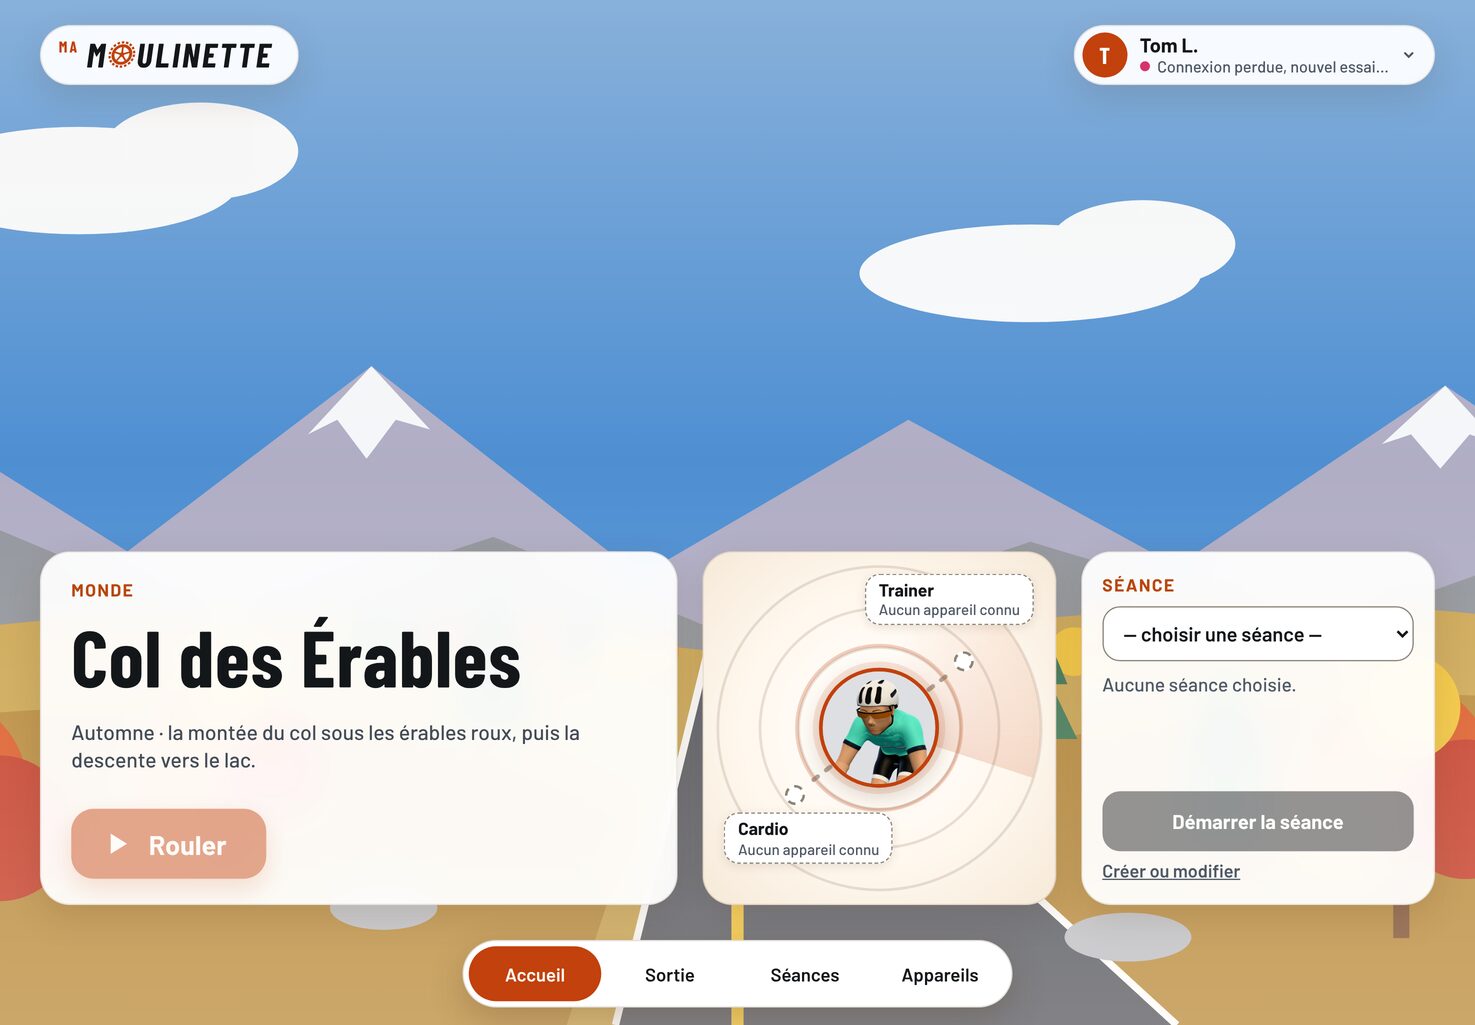 MA MOULINETTE
T
Tom L.
Connexion perdue, nouvel essai...
MONDE
Col des Érables
Automne · la montée du col sous les érables roux, puis la
descente vers le lac.
Rouler
Trainer
Aucun appareil connu
Cardio
Aucun appareil connu
SÉANCE
— choisir une séance —
Aucune séance choisie.
Démarrer la séance
Créer ou modifier
Accueil
Sortie
Séances
Appareils